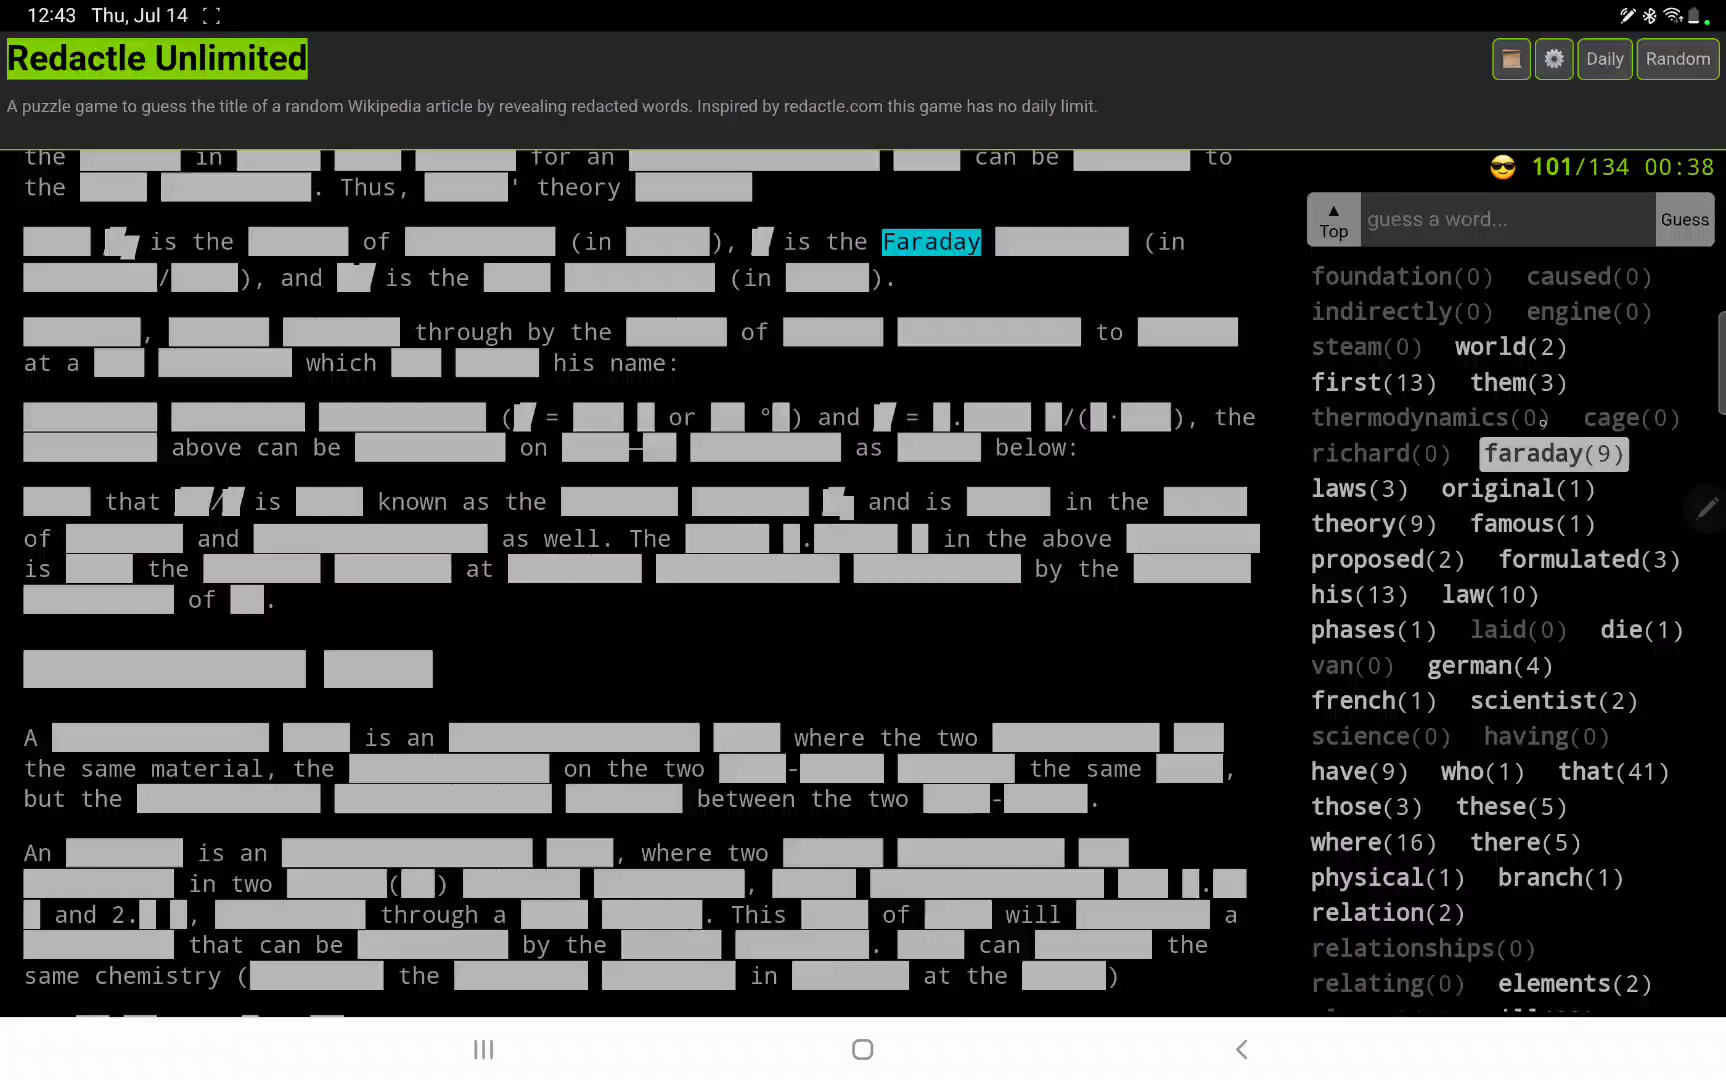 12:43 Thu, Jul 14
Redactle Unlimited
Daily
Random
A puzzle game to guess the title of a random Wikipedia article by revealing redacted words. Inspired by redactle.com this game has no daily limit.
the in for an can be to
the . Thus, ' theory
is the of (in ), is the Faraday (in
/ ), and is the (in ).
, through by the of to
at a which his name:
( = or ° ) and = . /( · ), the
above can be on – as below:
that / is known as the and is in the
of and as well. The . in the above
is the at by the
of .
A is an where the two
the same material, the on the two - the same ,
but the between the two - .
An is an , where two
in two ( ) , .
and 2. , through a . This of will a
that can be by the . can the
same chemistry ( the in at the )
101/134 00:38
▲
Top
guess a word...
Guess
foundation(0) caused(0)
indirectly(0) engine(0)
steam(0) world(2)
first(13) them(3)
thermodynamics(0) cage(0)
richard(0) faraday(9)
laws(3) original(1)
theory(9) famous(1)
proposed(2) formulated(3)
his(13) law(10)
phases(1) laid(0) die(1)
van(0) german(4)
french(1) scientist(2)
science(0) having(0)
have(9) who(1) that(41)
those(3) these(5)
where(16) there(5)
physical(1) branch(1)
relation(2)
relationships(0)
relating(0) elements(2)